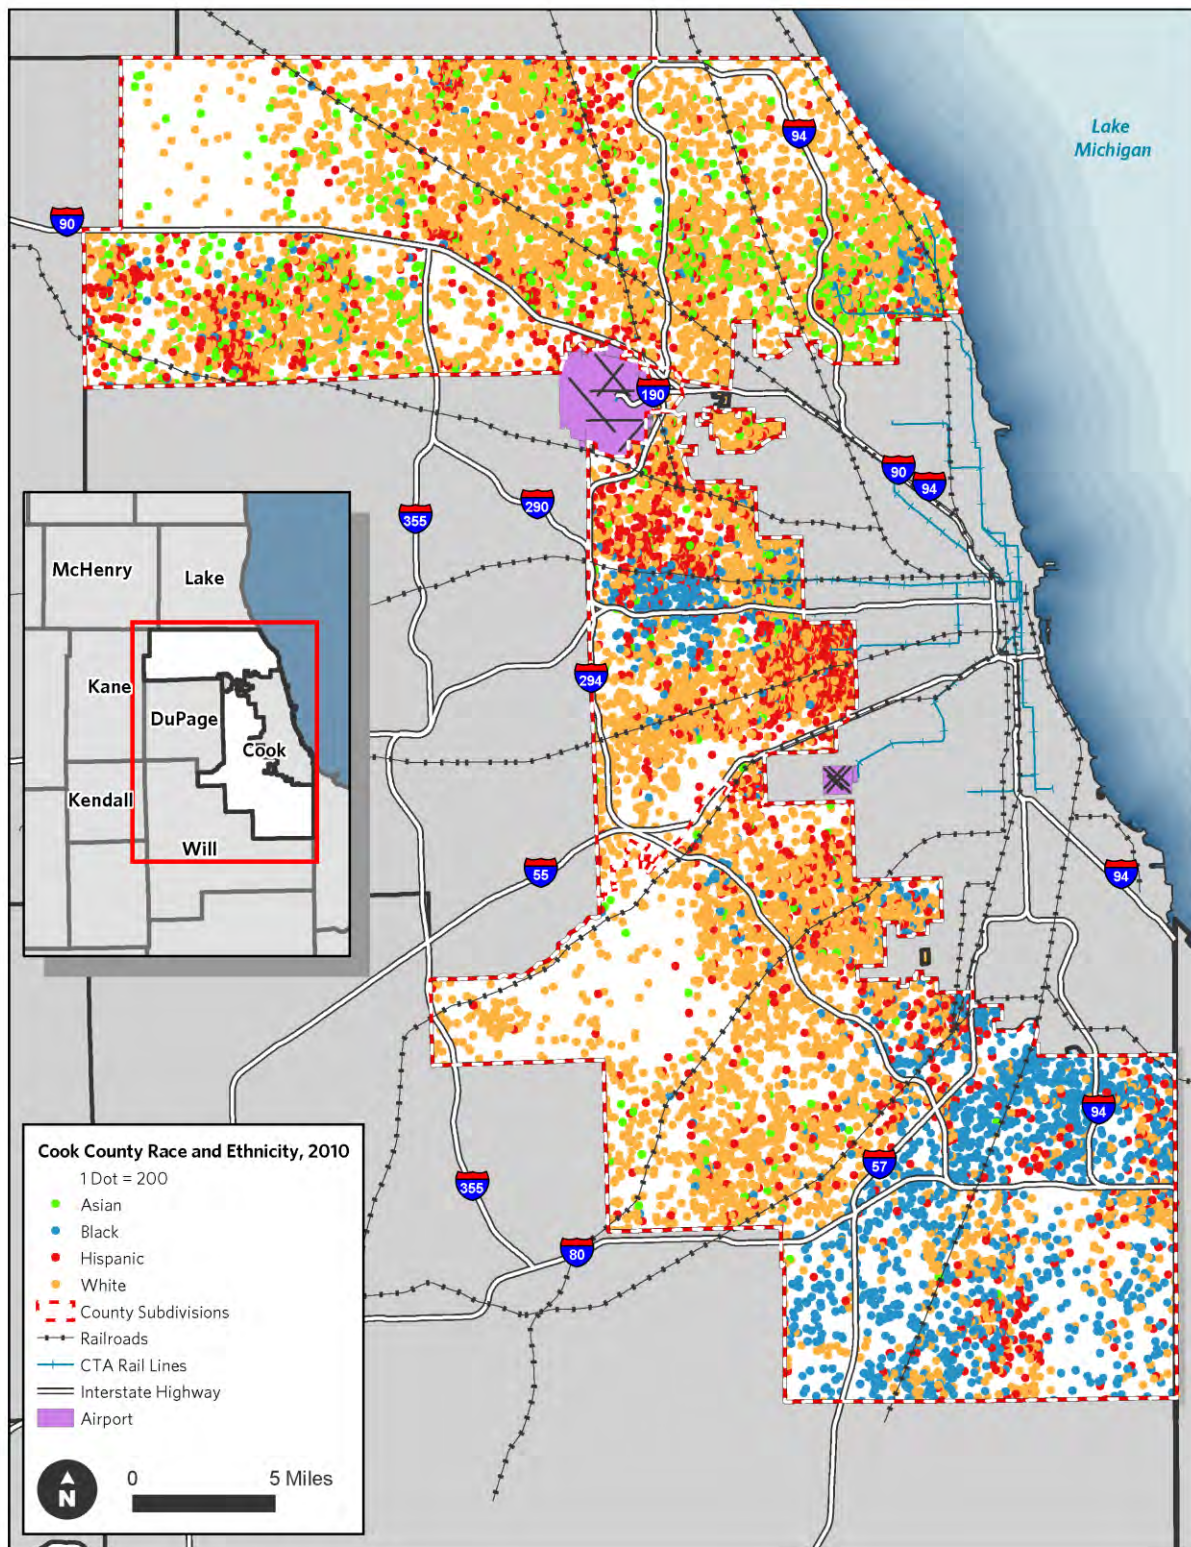 Lake
Michigan
94
90
190
90
94
290
355
McHenry
Lake
Kane
DuPage
Cook
Kendall
Will
294
55
94
94
57
355
80
Cook County Race and Ethnicity, 2010
1 Dot = 200
Asian
Black
Hispanic
White
County Subdivisions
Railroads
CTA Rail Lines
Interstate Highway
Airport
N
0 5 Miles